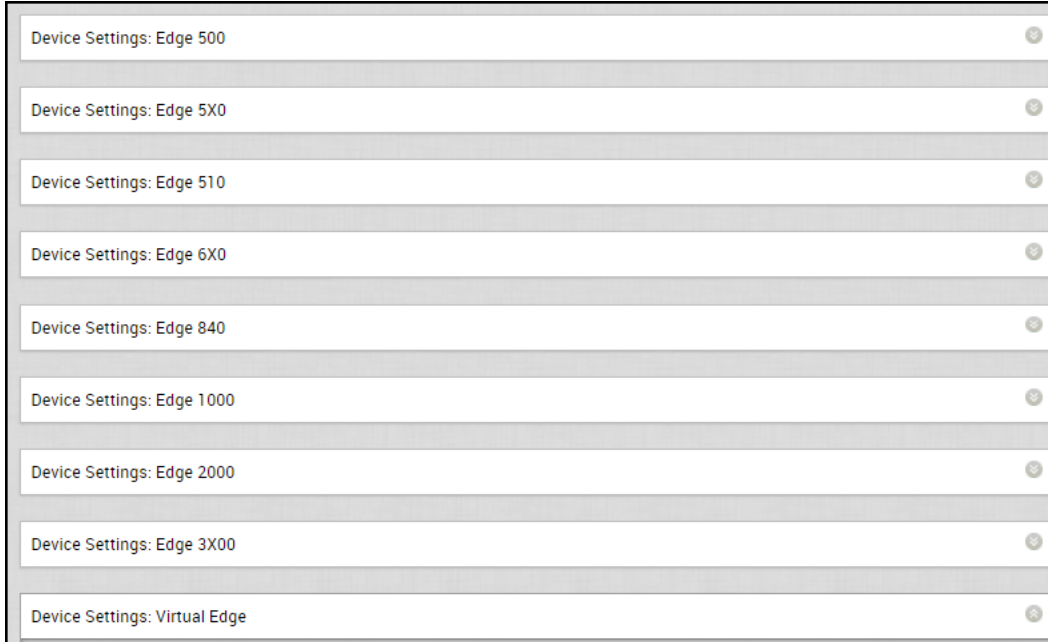 Device Settings: Edge 500
Device Settings: Edge 5X0
Device Settings: Edge 510
Device Settings: Edge 6X0
Device Settings: Edge 840
Device Settings: Edge 1000
Device Settings: Edge 2000
Device Settings: Edge 3X00
Device Settings: Virtual Edge